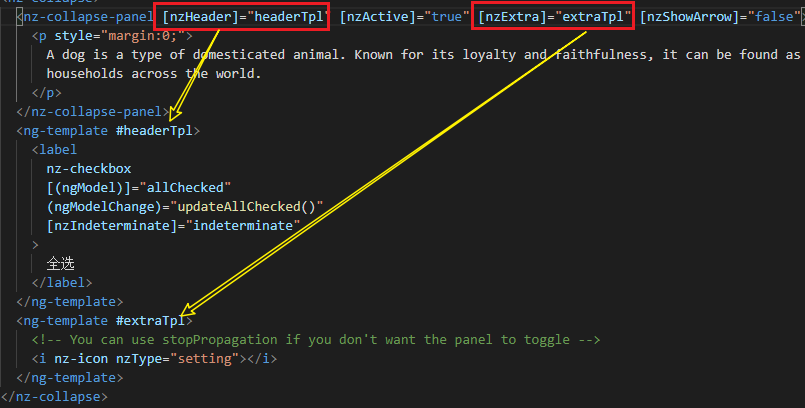 <nz-collapse>
<nz-collapse-panel [nzHeader]="headerTpl" [nzActive]="true" [nzExtra]="extraTpl" [nzShowArrow]="false">
<p style="margin:0;">
A dog is a type of domesticated animal. Known for its loyalty and faithfulness, it can be found as
households across the world.
</p>
</nz-collapse-panel>
<ng-template #headerTpl>
<label
nz-checkbox
[(ngModel)]="allChecked"
(ngModelChange)="updateAllChecked()"
[nzIndeterminate]="indeterminate"
>
全选
</label>
</ng-template>
<ng-template #extraTpl>
<!-- You can use stopPropagation if you don't want the panel to toggle -->
<i nz-icon nzType="setting"></i>
</ng-template>
</nz-collapse>